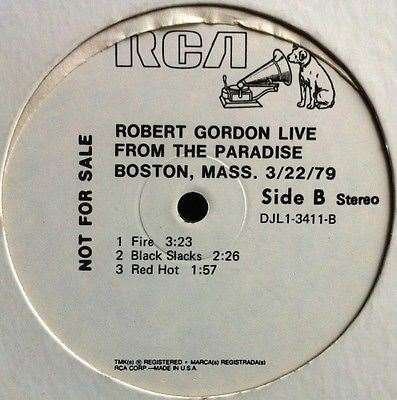 RCA
ROBERT GORDON LIVE
FROM THE PARADISE
BOSTON, MASS. 3/22/79
NOT FOR SALE
Side B Stereo
DJL1-3411-B
1 Fire 3:23
2 Black Slacks 2:26
3 Red Hot 1:57
TMK(s) ® REGISTERED • MARCA(s) REGISTRADA(s)
RCA CORP.—MADE IN U.S.A.